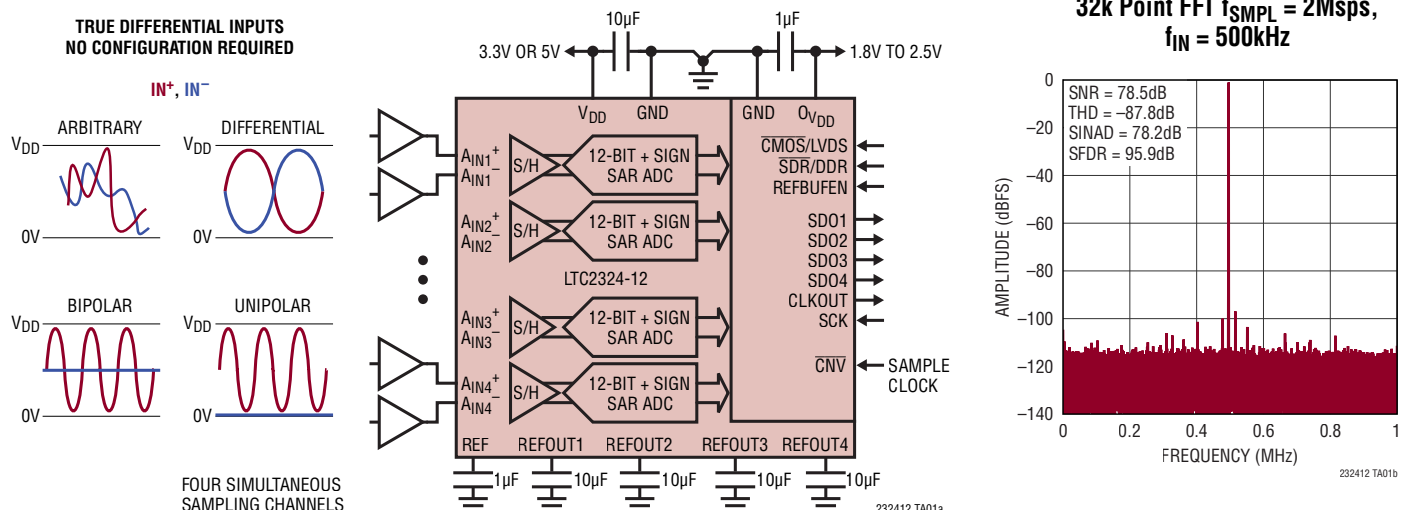 TRUE DIFFERENTIAL INPUTS
NO CONFIGURATION REQUIRED
IN+, IN−
ARBITRARY
VDD
0V
DIFFERENTIAL
VDD
0V
BIPOLAR
VDD
0V
UNIPOLAR
VDD
0V
FOUR SIMULTANEOUS
SAMPLING CHANNELS
10µF
1µF
3.3V OR 5V
1.8V TO 2.5V
VDD
GND
GND
OVDD
AIN1+
AIN1−
S/H
12-BIT + SIGN
SAR ADC
AIN2+
AIN2−
S/H
12-BIT + SIGN
SAR ADC
LTC2324-12
AIN3+
AIN3−
S/H
12-BIT + SIGN
SAR ADC
AIN4+
AIN4−
S/H
12-BIT + SIGN
SAR ADC
CMOS/LVDS
SDR/DDR
REFBUFEN
SDO1
SDO2
SDO3
SDO4
CLKOUT
SCK
CNV
SAMPLE
CLOCK
REF
REFOUT1
REFOUT2
REFOUT3
REFOUT4
1µF
10µF
10µF
10µF
10µF
232412 TA01a
32k Point FFT fSMPL = 2Msps,
fIN = 500kHz
SNR = 78.5dB
THD = −87.8dB
SINAD = 78.2dB
SFDR = 95.9dB
AMPLITUDE (dBFS)
0
−20
−40
−60
−80
−100
−120
−140
0
0.2
0.4
0.6
0.8
1
FREQUENCY (MHz)
232412 TA01b